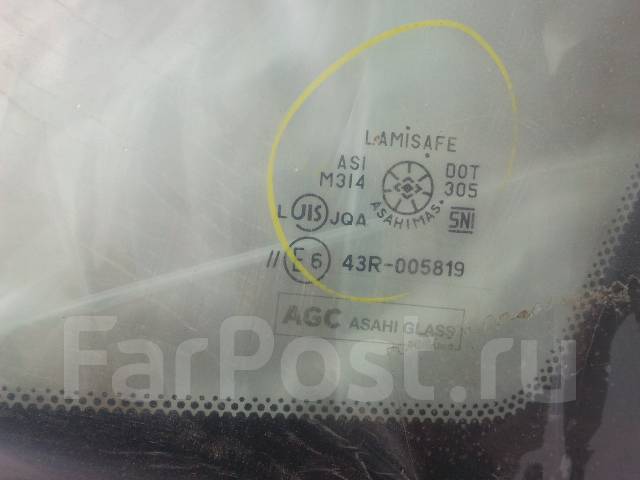 LAMISAFE
ASI DOT
M314 305
ASAHIMAS
L JIS JQA SNI
// E6 43R-005819
AGC ASAHI GLASS
FarPost.ru